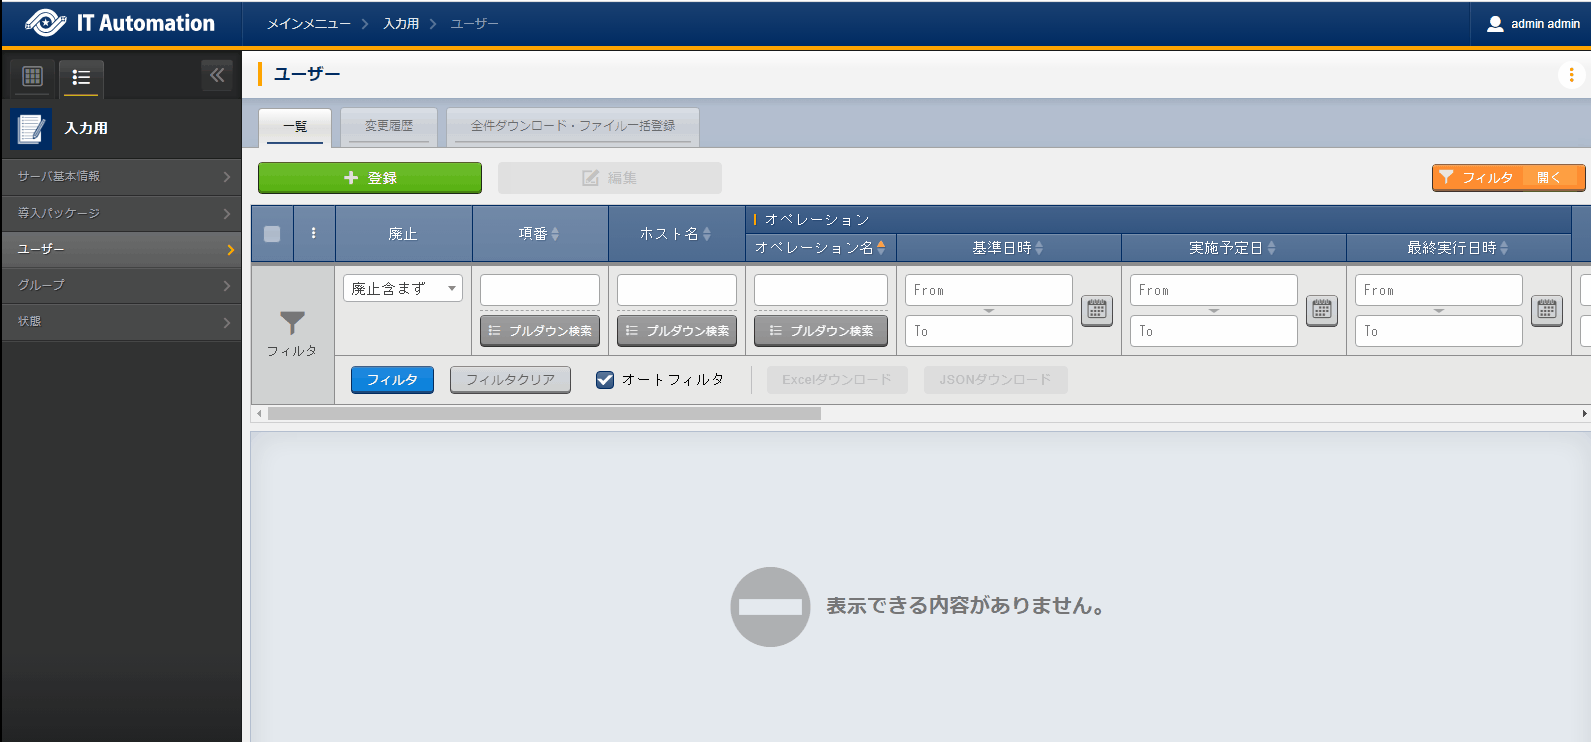 IT Automation
メインメニュー
入力用
ユーザー
admin admin
入力用
サーバ基本情報
導入パッケージ
ユーザー
グループ
状態
ユーザー
一覧
変更履歴
全件ダウンロード・ファイル一括登録
登録
編集
フィルタ 開く
廃止
項番
ホスト名
オペレーション
オペレーション名
基準日時
実施予定日
最終実行日時
フィルタ
廃止含まず
プルダウン検索
プルダウン検索
プルダウン検索
From
To
From
To
From
To
フィルタ
フィルタクリア
オートフィルタ
Excelダウンロード
JSONダウンロード
表示できる内容がありません。